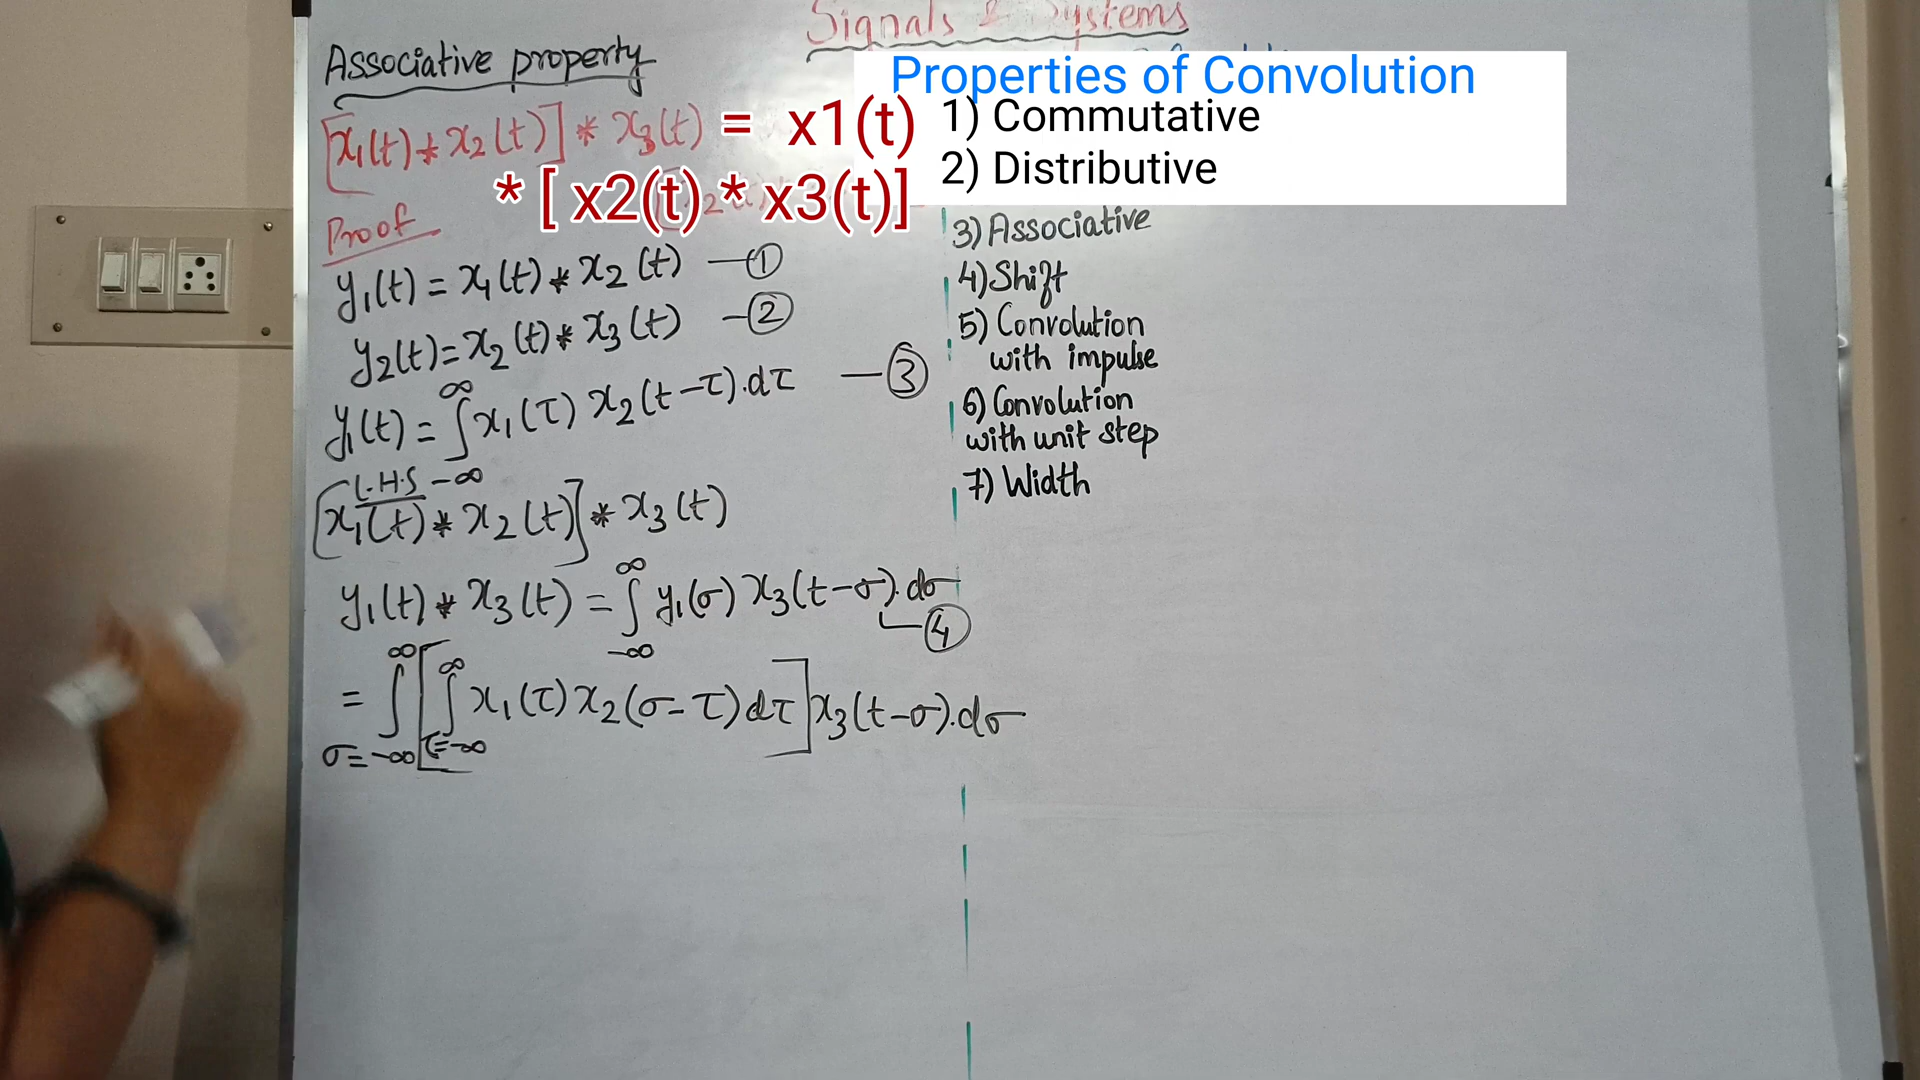 Signals & Systems
Associative property
Properties of Convolution
[x₁(t) * x₂(t)] * x₃(t) = x1(t)
* [ x2(t) * x3(t)]
1) Commutative
2) Distributive
3) Associative
4) Shift
5) Convolution
with impulse
6) Convolution
with unit step
7) Width
Proof
y₁(t) = x₁(t) * x₂(t) — ①
y₂(t) = x₂(t) * x₃(t) — ②
y₁(t) = ∫_{-∞}^{∞} x₁(τ) x₂(t-τ).dτ — ③
L.H.S
[x₁(t) * x₂(t)] * x₃(t)
y₁(t) * x₃(t) = ∫_{-∞}^{∞} y₁(σ) x₃(t-σ).dσ — ④
= ∫_{σ=-∞}^{∞} [∫_{τ=-∞}^{∞} x₁(τ) x₂(σ-τ) dτ] x₃(t-σ).dσ